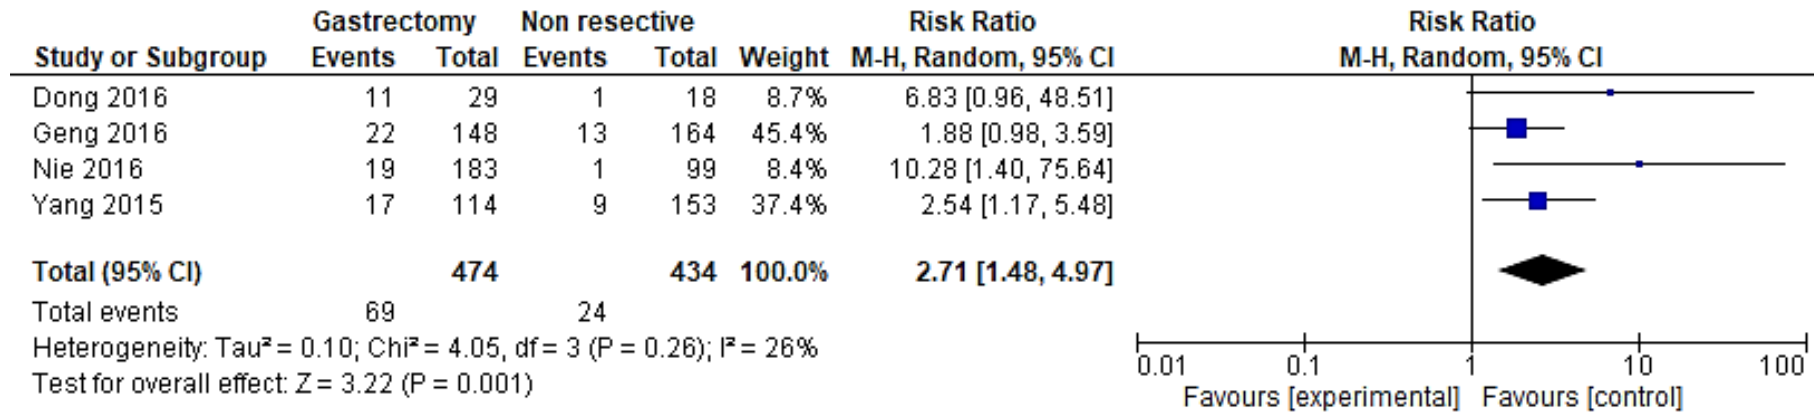 Gastrectomy Non resective Risk Ratio Risk Ratio
Study or Subgroup Events Total Events Total Weight M-H, Random, 95% CI M-H, Random, 95% CI
Dong 2016 11 29 1 18 8.7% 6.83 [0.96, 48.51]
Geng 2016 22 148 13 164 45.4% 1.88 [0.98, 3.59]
Nie 2016 19 183 1 99 8.4% 10.28 [1.40, 75.64]
Yang 2015 17 114 9 153 37.4% 2.54 [1.17, 5.48]
Total (95% CI) 474 434 100.0% 2.71 [1.48, 4.97]
Total events 69 24
Heterogeneity: Tau² = 0.10; Chi² = 4.05, df = 3 (P = 0.26); I² = 26%
Test for overall effect: Z = 3.22 (P = 0.001)
0.01 0.1 1 10 100
Favours [experimental] Favours [control]